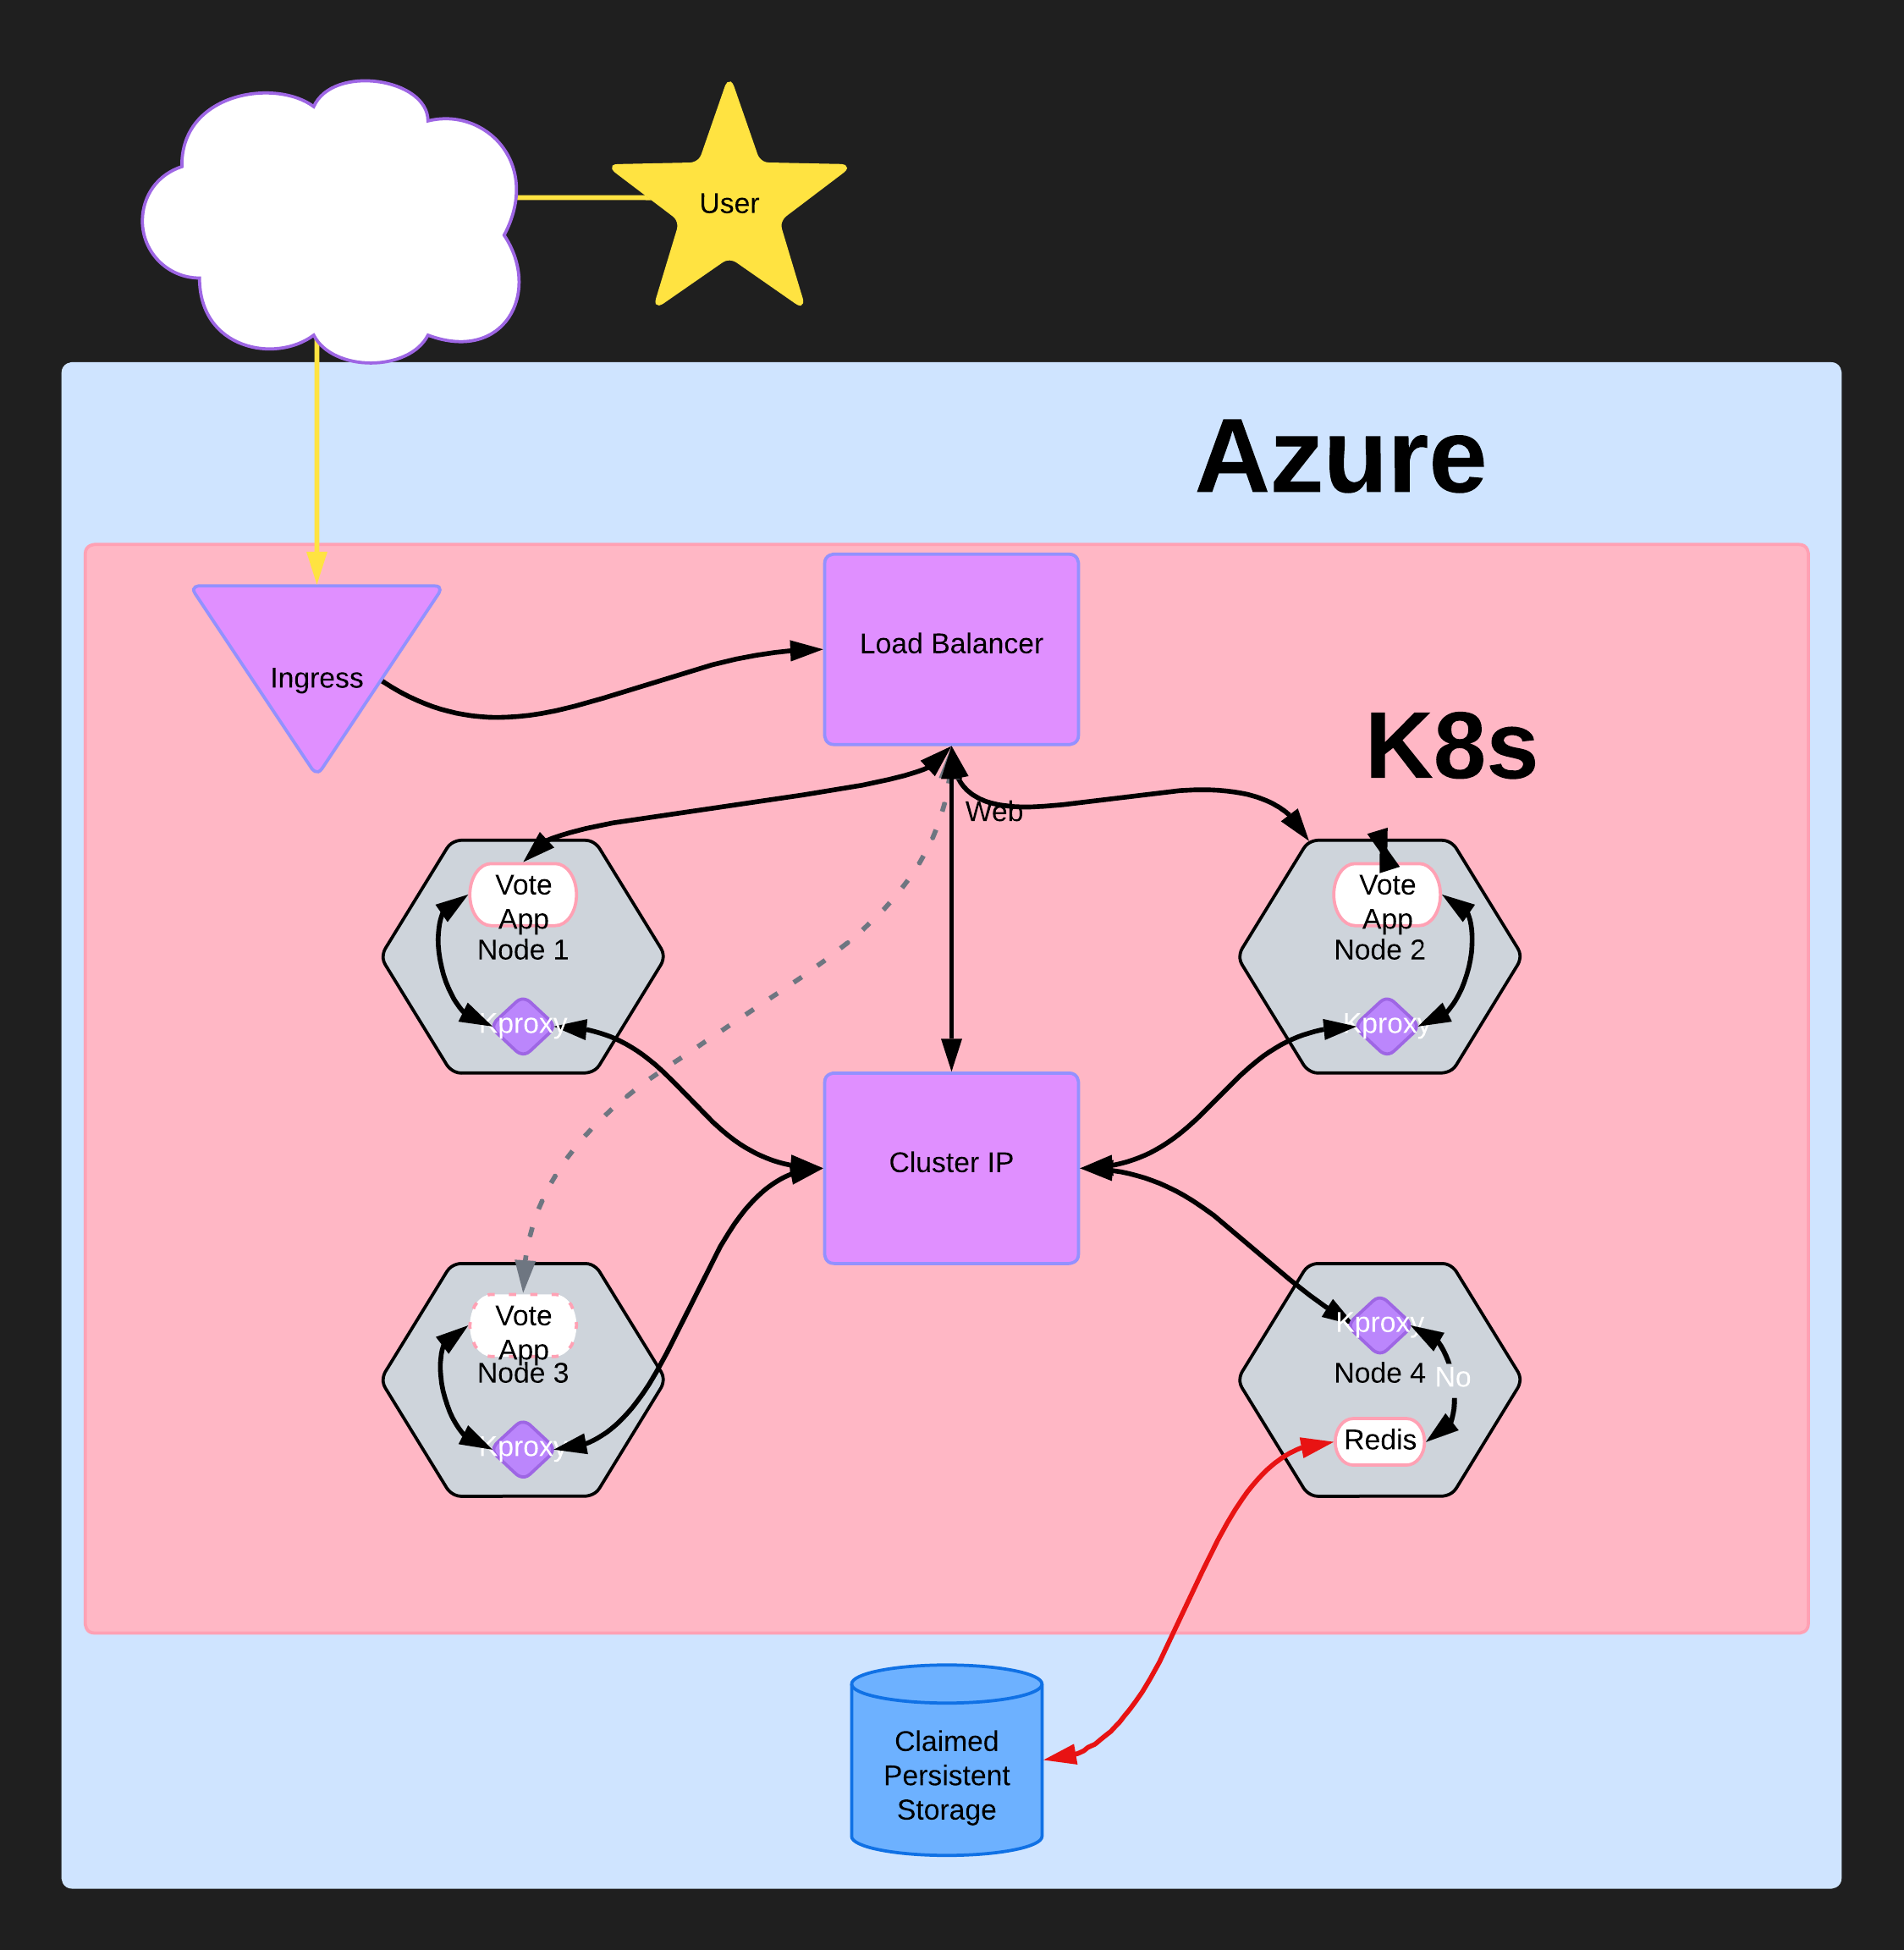 User
Azure
Load Balancer
Ingress
K8s
Web
Vote
App
Node 1
Kproxy
Vote
App
Node 2
Kproxy
Cluster IP
Vote
App
Node 3
Kproxy
Kproxy
Node 4
No
Redis
Claimed
Persistent
Storage